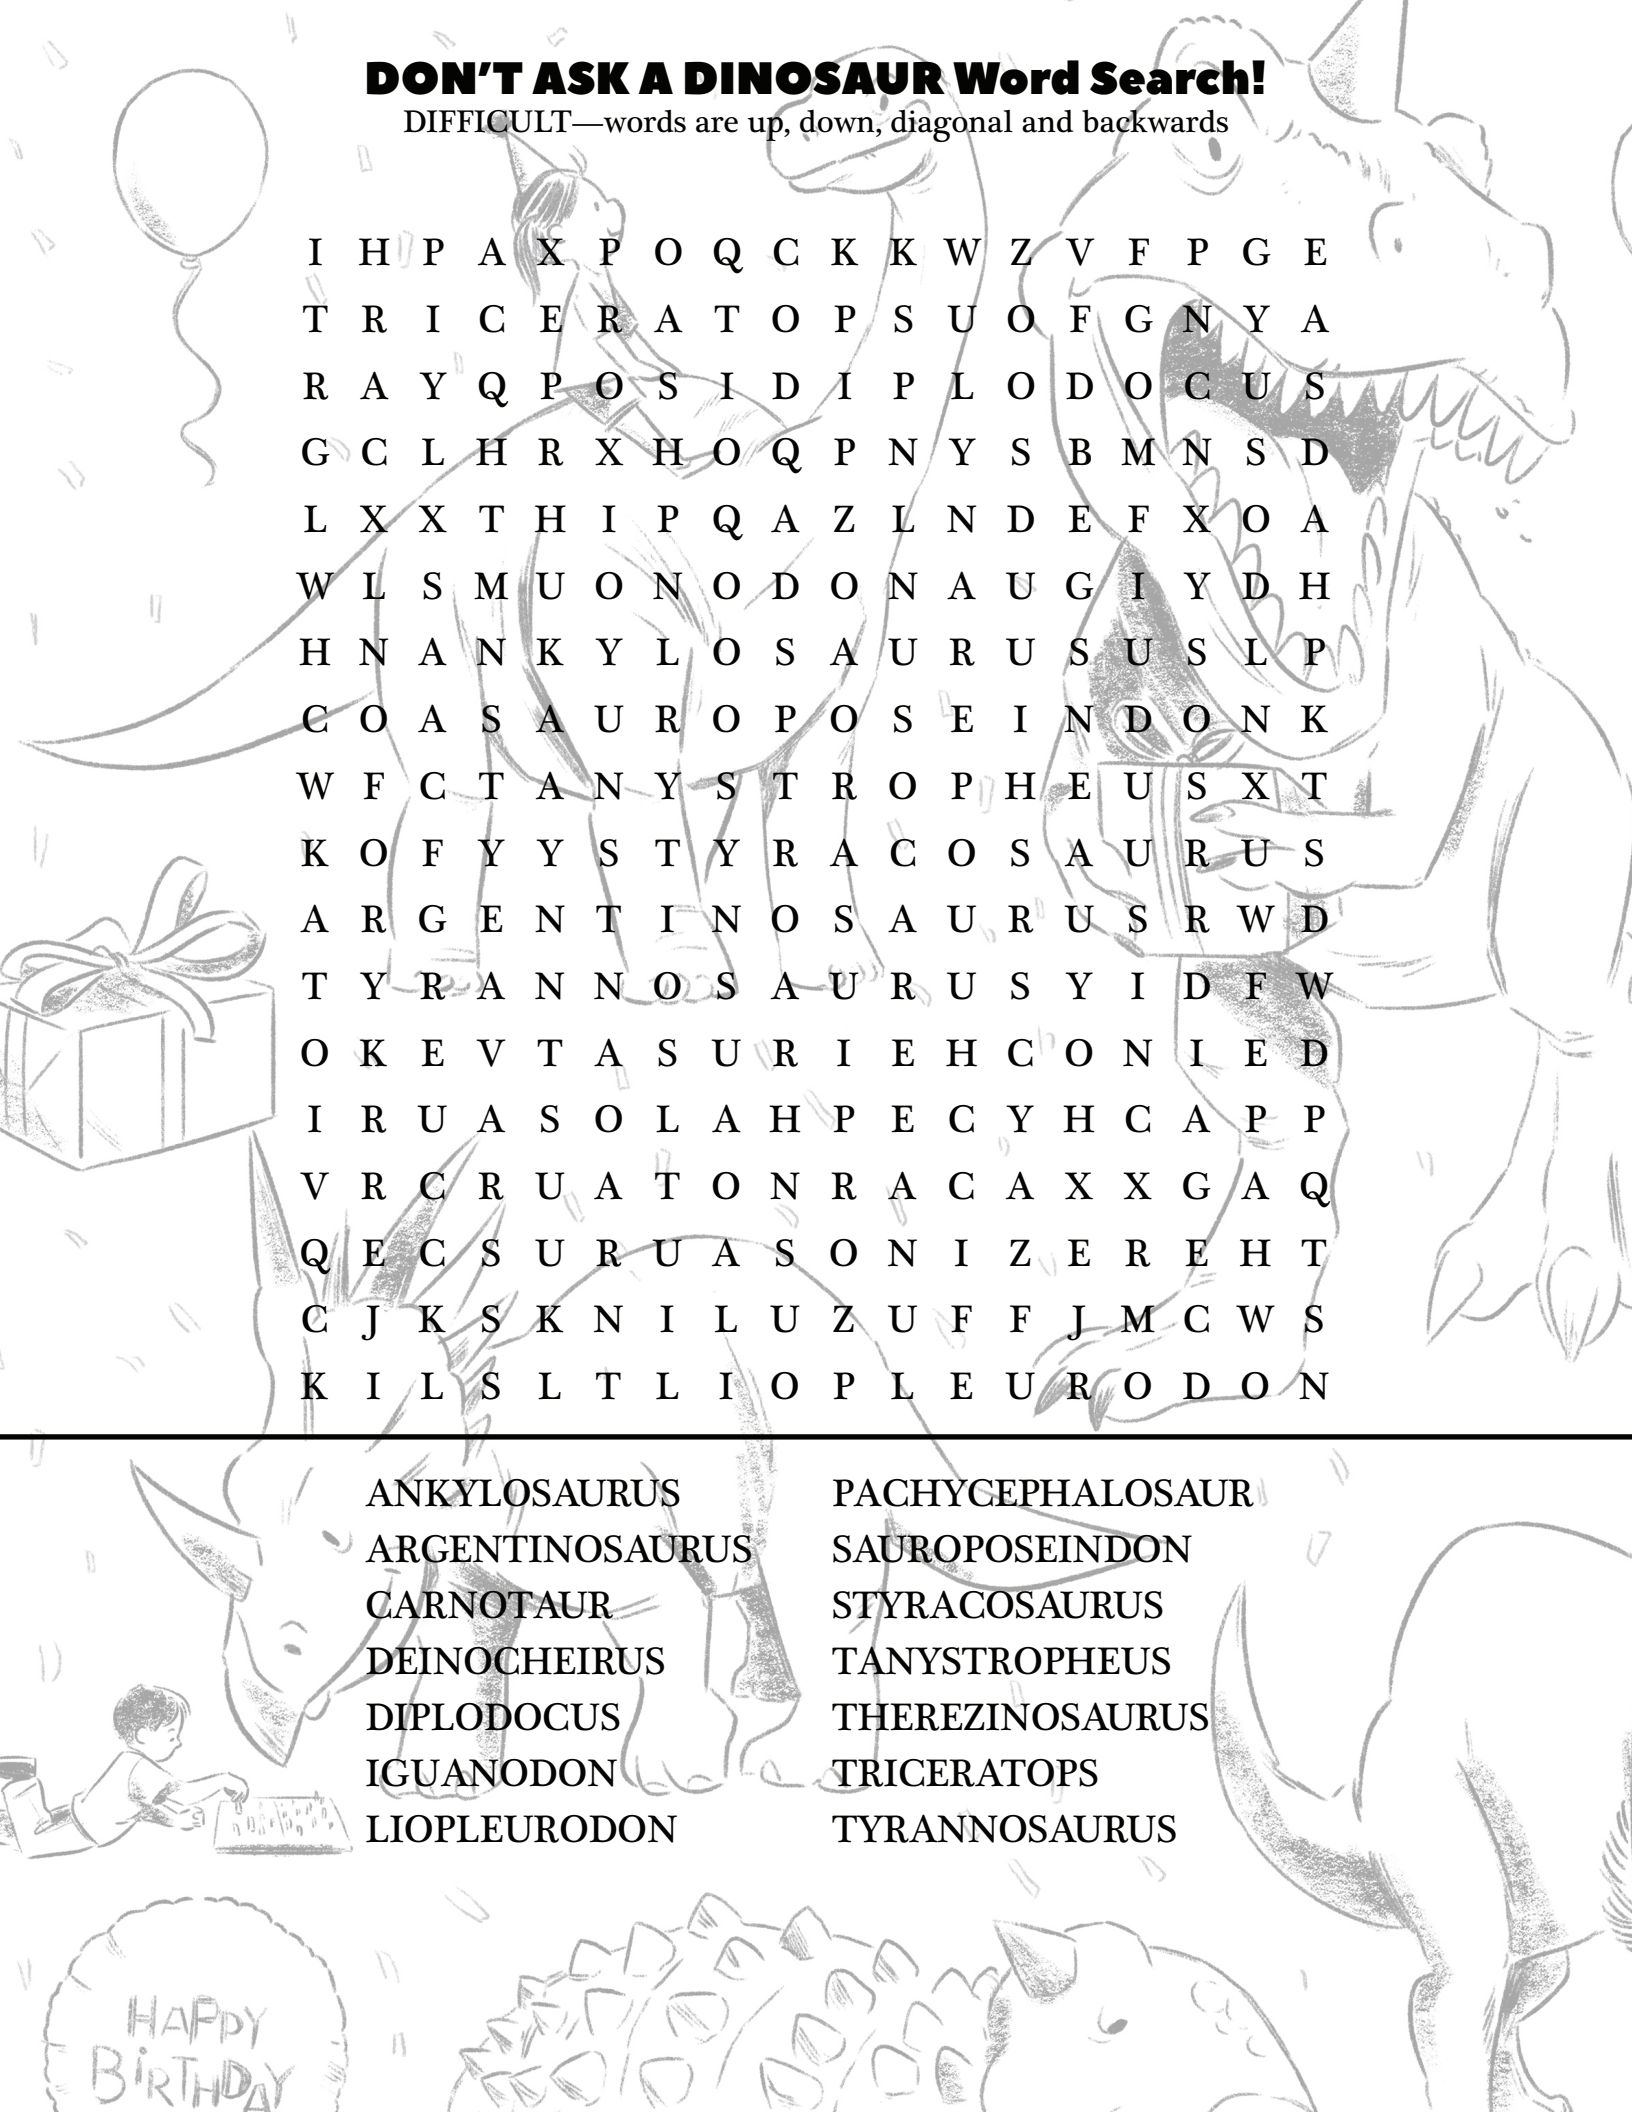 DON'T ASK A DINOSAUR Word Search!
DIFFICULT—words are up, down, diagonal and backwards
I H P A X P O Q C K K W Z V F P G E
T R I C E R A T O P S U O F G N Y A
R A Y Q P O S I D I P L O D O C U S
G C L H R X H O Q P N Y S B M N S D
L X X T H I P Q A Z L N D E F X O A
W L S M U O N O D O N A U G I Y D H
H N A N K Y L O S A U R U S U S L P
C O A S A U R O P O S E I N D O N K
W F C T A N Y S T R O P H E U S X T
K O F Y Y S T Y R A C O S A U R U S
A R G E N T I N O S A U R U S R W D
T Y R A N N O S A U R U S Y I D F W
O K E V T A S U R I E H C O N I E D
I R U A S O L A H P E C Y H C A P P
V R C R U A T O N R A C A X X G A Q
Q E C S U R U A S O N I Z E R E H T
C J K S K N I L U Z U F F J M C W S
K I L S L T L I O P L E U R O D O N
ANKYLOSAURUS
ARGENTINOSAURUS
CARNOTAUR
DEINOCHEIRUS
DIPLODOCUS
IGUANODON
LIOPLEURODON
PACHYCEPHALOSAUR
SAUROPOSEINDON
STYRACOSAURUS
TANYSTROPHEUS
THEREZINOSAURUS
TRICERATOPS
TYRANNOSAURUS
HAPPY
BIRTHDAY